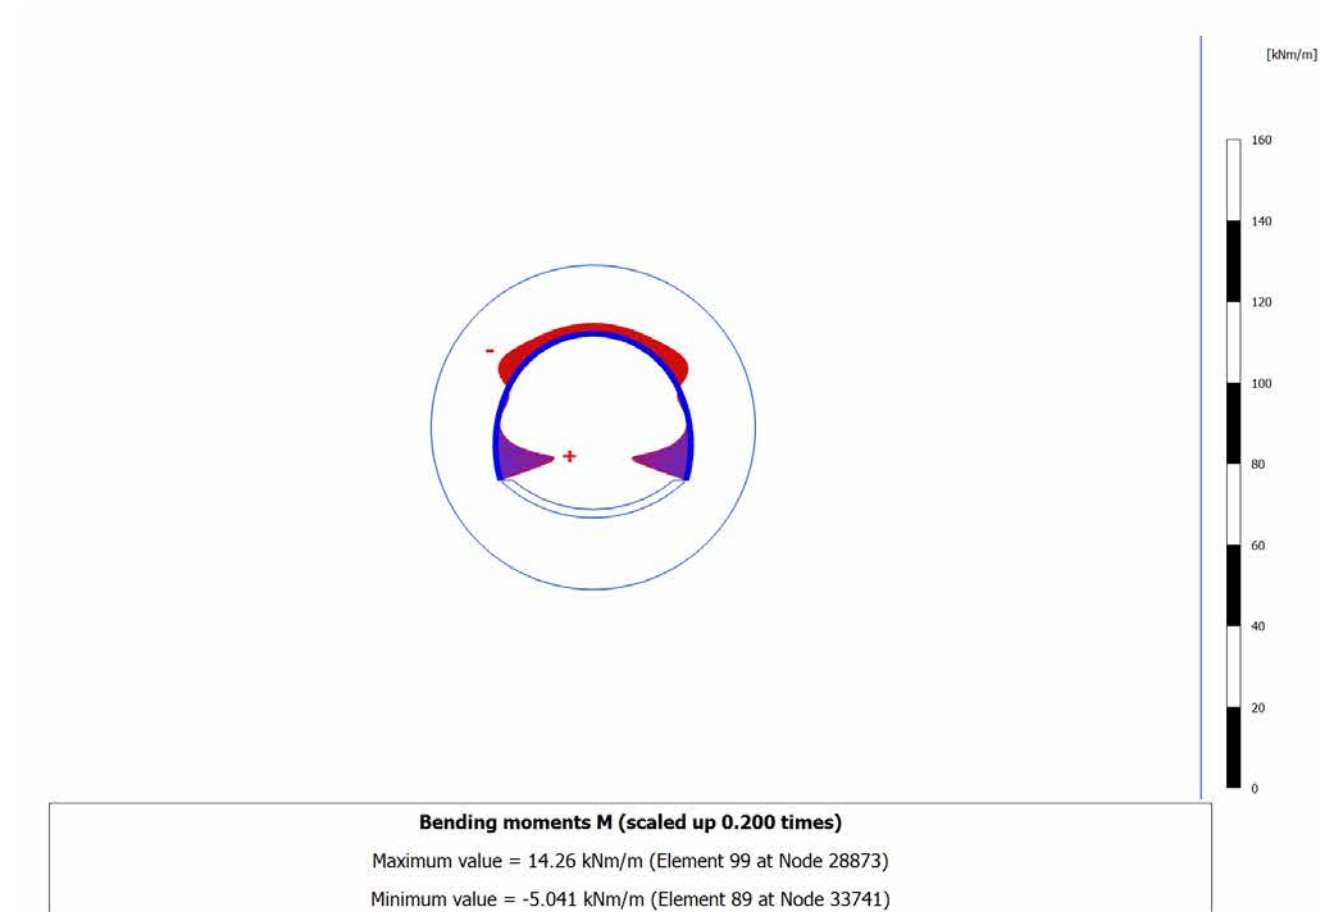 [kNm/m]
160
140
120
100
80
60
40
20
0
-
+
Bending moments M (scaled up 0.200 times)
Maximum value = 14.26 kNm/m (Element 99 at Node 28873)
Minimum value = -5.041 kNm/m (Element 89 at Node 33741)